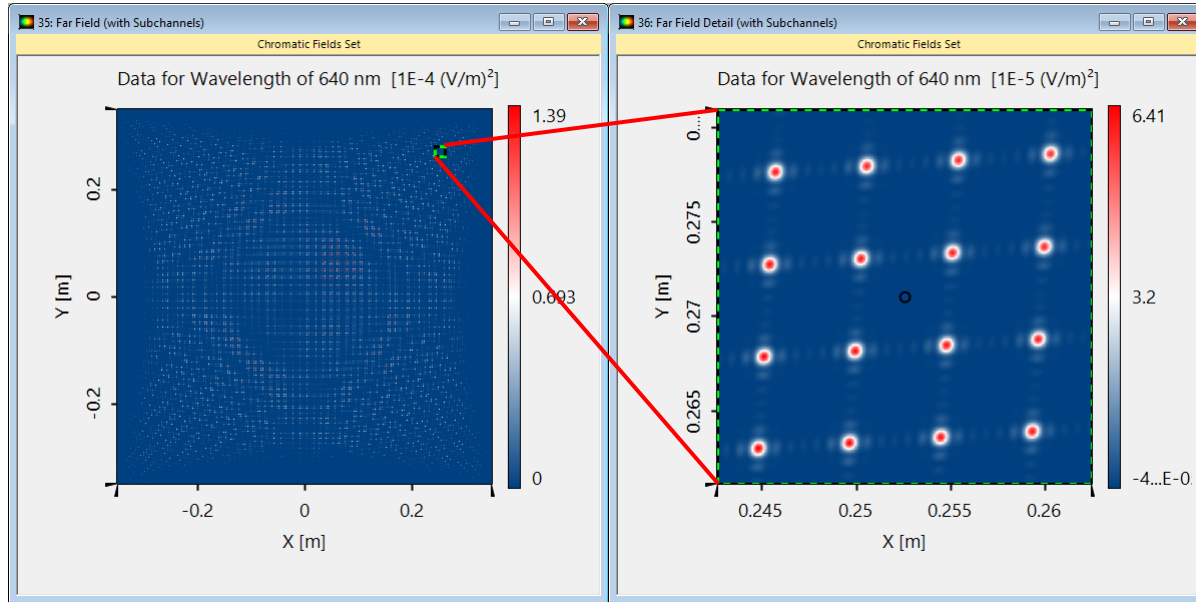 35: Far Field (with Subchannels)
Chromatic Fields Set
Data for Wavelength of 640 nm [1E-4 (V/m)²]
1.39
0.693
0
0.2
0
-0.2
Y [m]
-0.2 0 0.2
X [m]
36: Far Field Detail (with Subchannels)
Chromatic Fields Set
Data for Wavelength of 640 nm [1E-5 (V/m)²]
6.41
3.2
-4...E-0
0....
0.275
0.27
0.265
Y [m]
0.245 0.25 0.255 0.26
X [m]